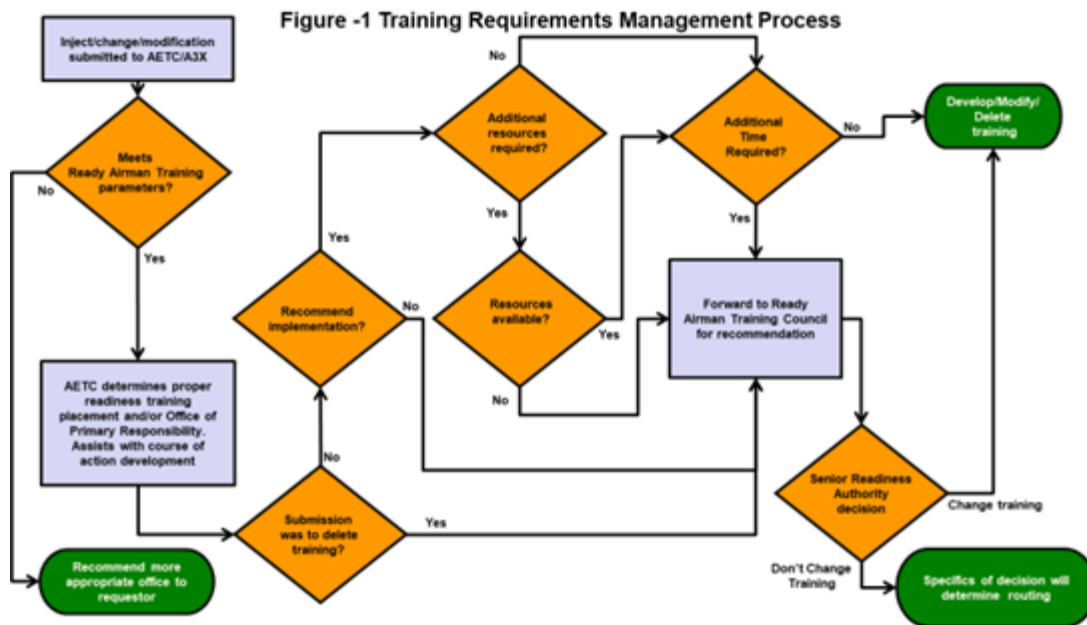 Figure -1 Training Requirements Management Process
Inject/change/modification
submitted to AETC/A3X
Meets
Ready Airman Training
parameters?
No
Yes
AETC determines proper
readiness training
placement and/or Office of
Primary Responsibility.
Assists with course of
action development
Recommend more
appropriate office to
requestor
Submission
was to delete
training?
No
Yes
Recommend
implementation?
Yes
No
Additional
resources
required?
No
Yes
Resources
available?
Yes
No
Additional
Time
Required?
No
Yes
Forward to Ready
Airman Training Council
for recommendation
Develop/Modify/
Delete
training
Senior Readiness
Authority
decision
Change training
Don't Change
Training
Specifics of decision will
determine routing